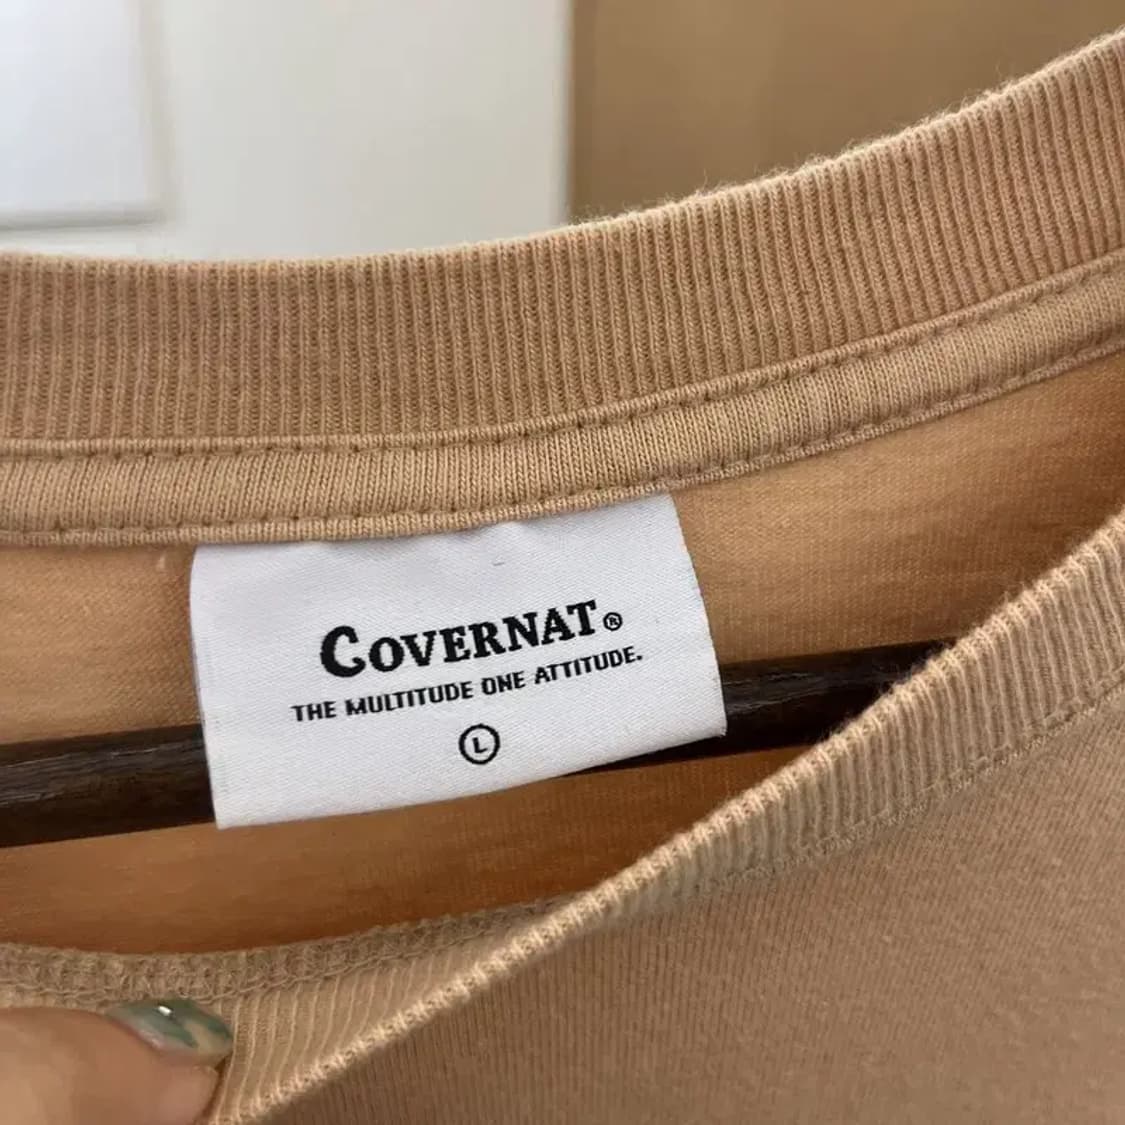 COVERNAT®
THE MULTITUDE ONE ATTITUDE.
L